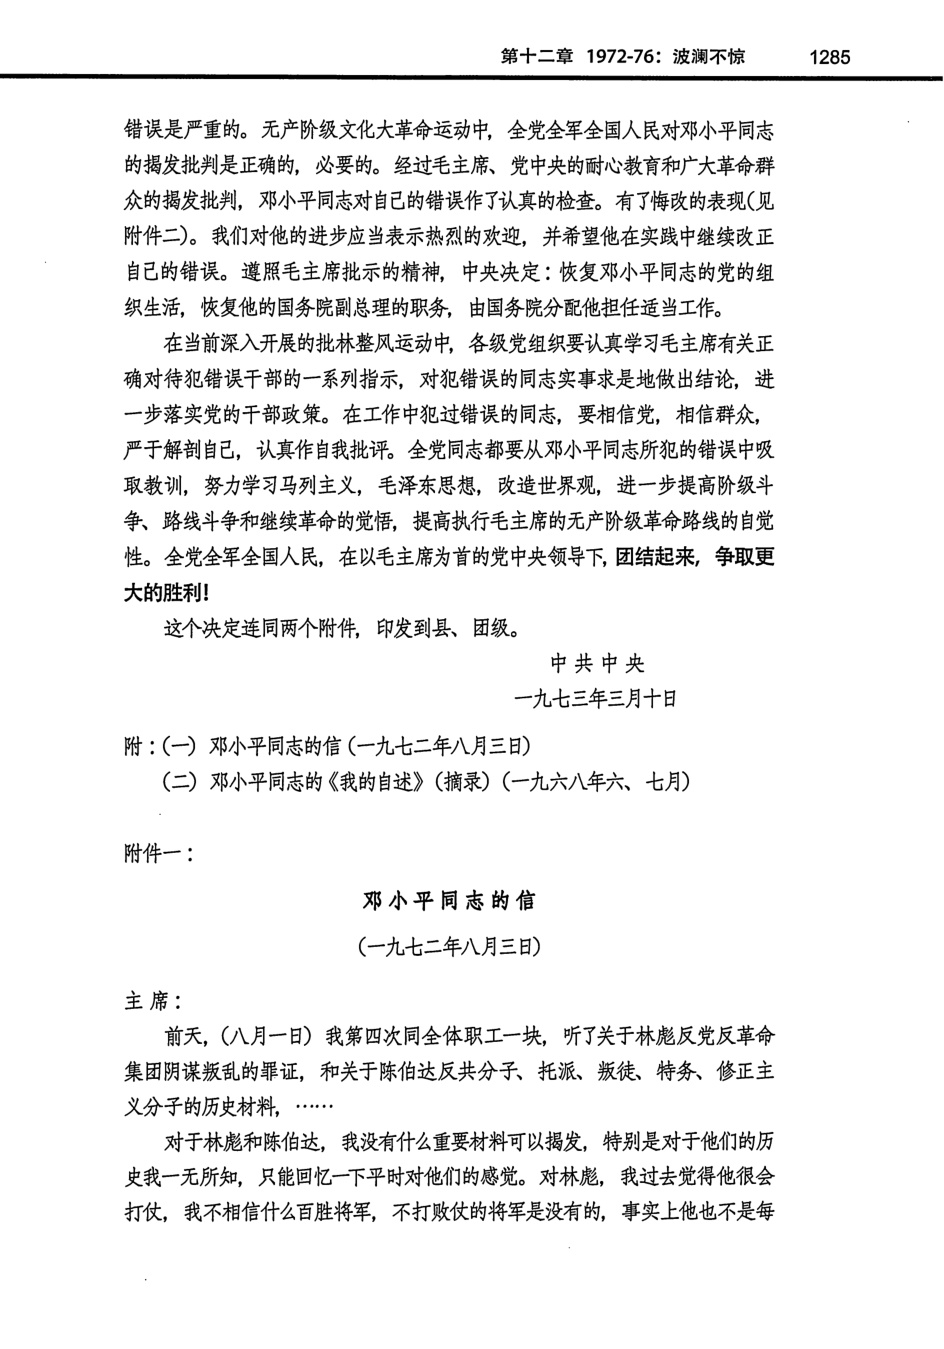 第十二章 1972-76：波澜不惊 1285
错误是严重的。无产阶级文化大革命运动中，全党全军全国人民对邓小平同志
的揭发批判是正确的，必要的。经过毛主席、党中央的耐心教育和广大革命群
众的揭发批判，邓小平同志对自己的错误作了认真的检查。有了悔改的表现(见
附件二)。我们对他的进步应当表示热烈的欢迎，并希望他在实践中继续改正
自己的错误。遵照毛主席批示的精神，中央决定：恢复邓小平同志的党的组
织生活，恢复他的国务院副总理的职务，由国务院分配他担任适当工作。
在当前深入开展的批林整风运动中，各级党组织要认真学习毛主席有关正
确对待犯错误干部的一系列指示，对犯错误的同志实事求是地做出结论，进
一步落实党的干部政策。在工作中犯过错误的同志，要相信党，相信群众，
严于解剖自己，认真作自我批评。全党同志都要从邓小平同志所犯的错误中吸
取教训，努力学习马列主义，毛泽东思想，改造世界观，进一步提高阶级斗
争、路线斗争和继续革命的觉悟，提高执行毛主席的无产阶级革命路线的自觉
性。全党全军全国人民，在以毛主席为首的党中央领导下，团结起来，争取更
大的胜利！
这个决定连同两个附件，印发到县、团级。
中共中央
一九七三年三月十日
附：(一) 邓小平同志的信 (一九七二年八月三日)
(二) 邓小平同志的《我的自述》(摘录) (一九六八年六、七月)
附件一：
邓小平同志的信
(一九七二年八月三日)
主席：
前天，(八月一日) 我第四次同全体职工一块，听了关于林彪反党反革命
集团阴谋叛乱的罪证，和关于陈伯达反共分子、托派、叛徒、特务、修正主
义分子的历史材料，……
对于林彪和陈伯达，我没有什么重要材料可以揭发，特别是对于他们的历
史我一无所知，只能回忆一下平时对他们的感觉。对林彪，我过去觉得他很会
打仗，我不相信什么百胜将军，不打败仗的将军是没有的，事实上他也不是每